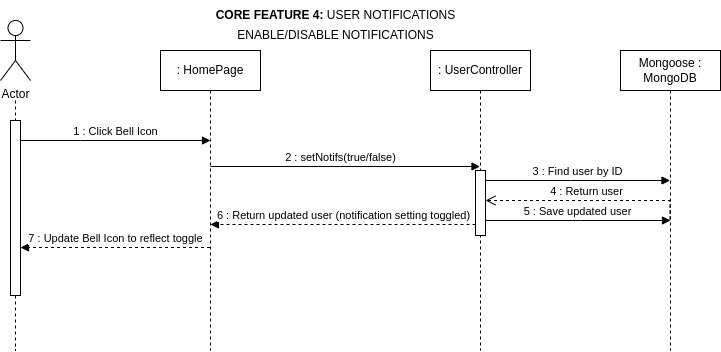 CORE FEATURE 4: USER NOTIFICATIONS
ENABLE/DISABLE NOTIFICATIONS
: HomePage
: UserController
Mongoose :
MongoDB
Actor
1 : Click Bell Icon
2 : setNotifs(true/false)
3 : Find user by ID
4 : Return user
5 : Save updated user
6 : Return updated user (notification setting toggled)
7 : Update Bell Icon to reflect toggle